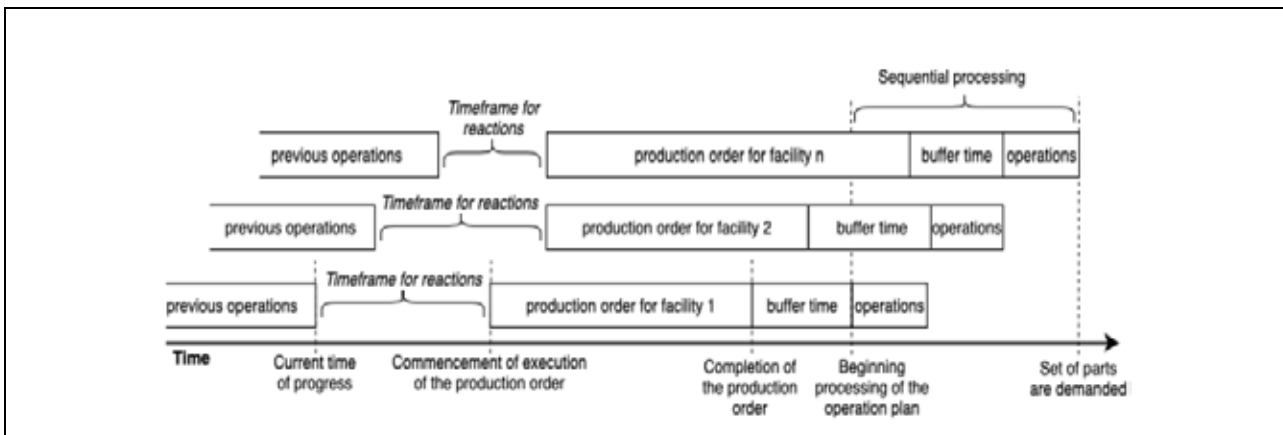 Sequential processing
Timeframe for
reactions
previous operations
production order for facility n
buffer time
operations
Timeframe for reactions
previous operations
production order for facility 2
buffer time
operations
Timeframe for reactions
previous operations
production order for facility 1
buffer time
operations
Time
Current time
of progress
Commencement of execution
of the production order
Completion of
the production
order
Beginning
processing of the
operation plan
Set of parts
are demanded